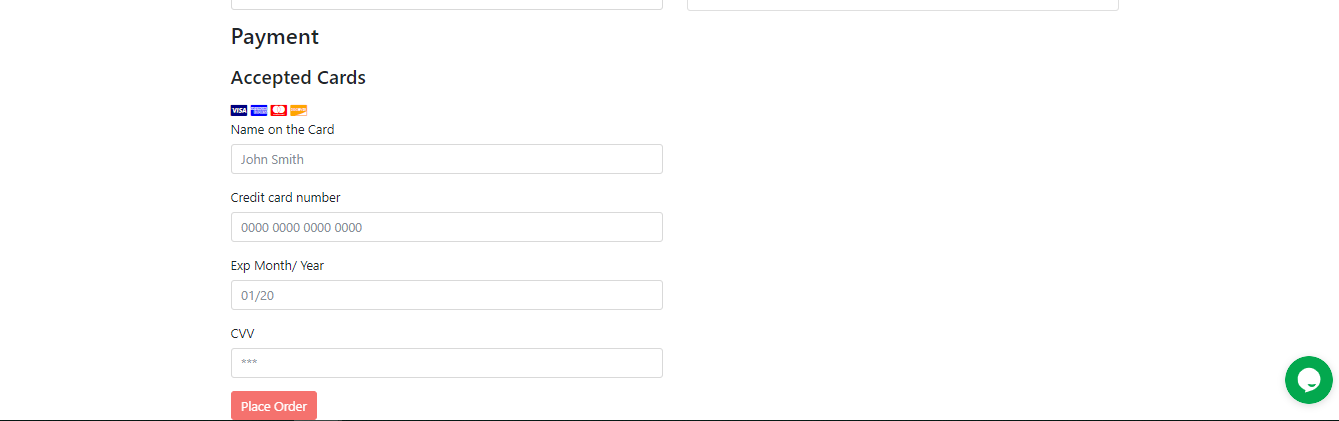 Payment
Accepted Cards
VISA
Name on the Card
John Smith
Credit card number
0000 0000 0000 0000
Exp Month/ Year
01/20
CVV
***
Place Order